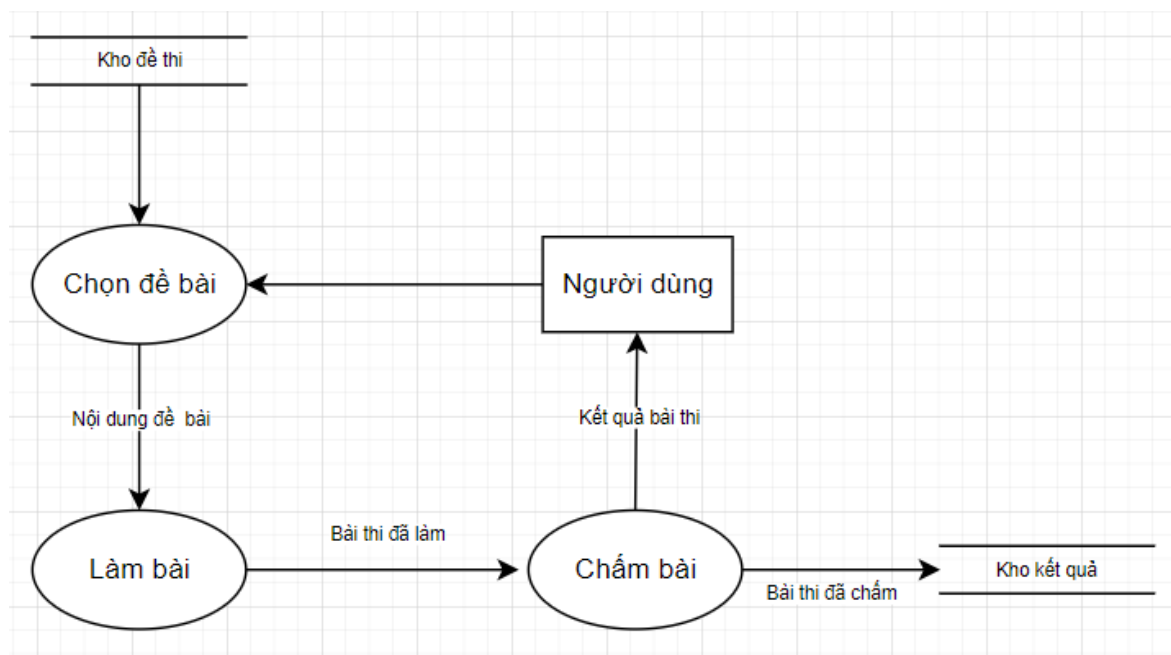 Kho đề thi
Chọn đề bài
Người dùng
Nội dung đề bài
Kết quả bài thi
Làm bài
Bài thi đã làm
Chấm bài
Bài thi đã chấm
Kho kết quả